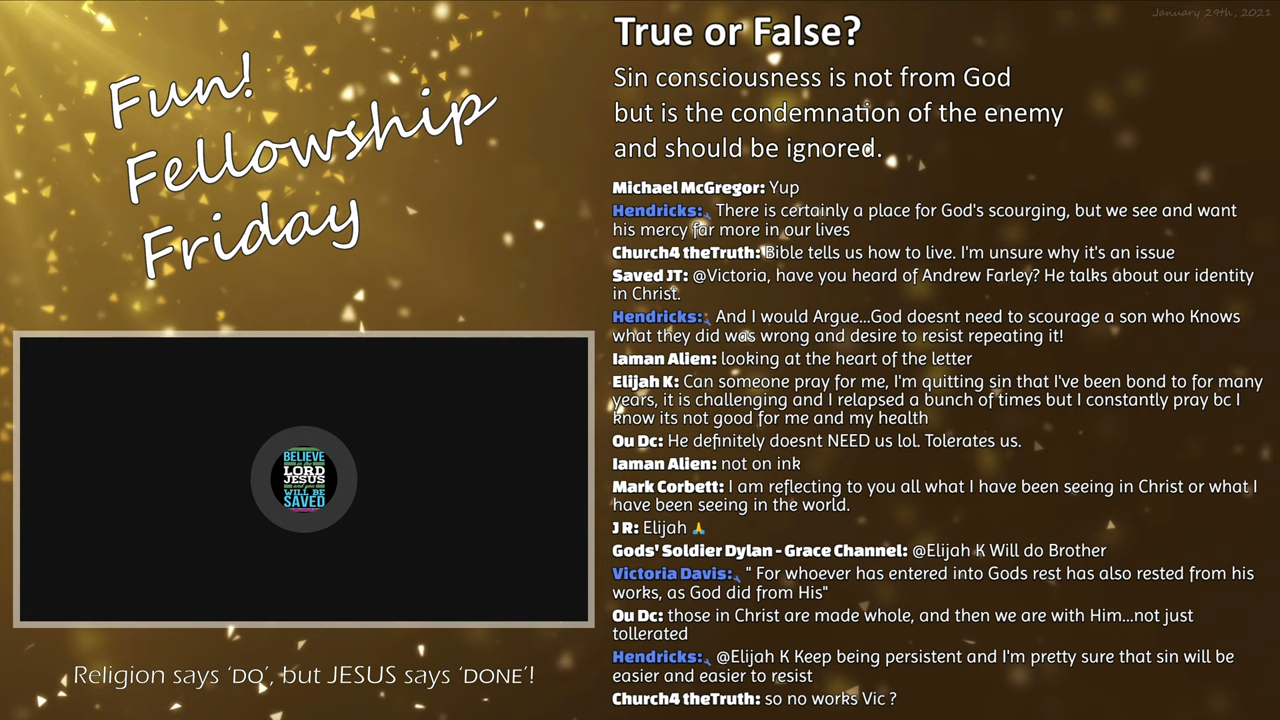 January 29th, 2021
Fun!
Fellowship
Friday
BELIEVE
LORD
JESUS
WILL BE
SAVED
Religion says ‘DO’, but JESUS says ‘DONE’!
True or False?
Sin consciousness is not from God
but is the condemnation of the enemy
and should be ignored.
Michael McGregor: Yup
Hendricks: There is certainly a place for God's scourging, but we see and want
his mercy far more in our lives
Church4 theTruth: Bible tells us how to live. I'm unsure why it's an issue
Saved JT: @Victoria, have you heard of Andrew Farley? He talks about our identity
in Christ.
Hendricks: And I would Argue...God doesnt need to scourage a son who Knows
what they did was wrong and desire to resist repeating it!
Iaman Alien: looking at the heart of the letter
Elijah K: Can someone pray for me, I'm quitting sin that I've been bond to for many
years, it is challenging and I relapsed a bunch of times but I constantly pray bc I
know its not good for me and my health
Ou Dc: He definitely doesnt NEED us lol. Tolerates us.
Iaman Alien: not on ink
Mark Corbett: I am reflecting to you all what I have been seeing in Christ or what I
have been seeing in the world.
J R: Elijah 🙏
Gods' Soldier Dylan - Grace Channel: @Elijah K Will do Brother
Victoria Davis: " For whoever has entered into Gods rest has also rested from his
works, as God did from His"
Ou Dc: those in Christ are made whole, and then we are with Him...not just
tollerated
Hendricks: @Elijah K Keep being persistent and I'm pretty sure that sin will be
easier and easier to resist
Church4 theTruth: so no works Vic ?